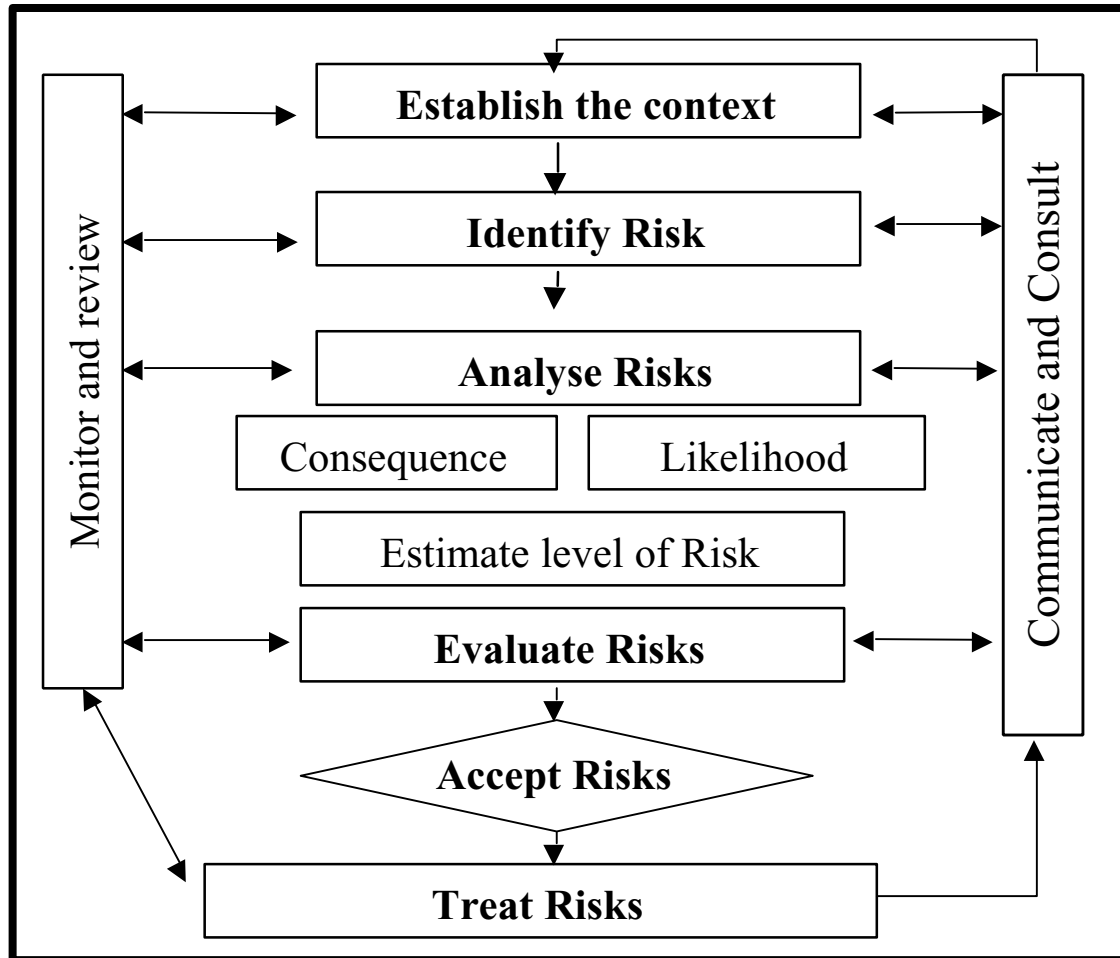 Establish the context
Identify Risk
Analyse Risks
Consequence
Likelihood
Estimate level of Risk
Evaluate Risks
Accept Risks
Treat Risks
Monitor and review
Communicate and Consult